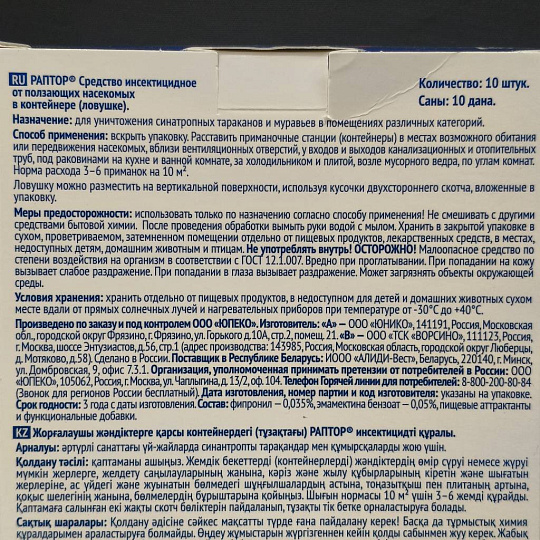 RU РАПТОР® Средство инсектицидное
от ползающих насекомых
в контейнере (ловушке).
Количество: 10 штук.
Саны: 10 дана.
Назначение: для уничтожения синатропных тараканов и муравьев в помещениях различных категорий.
Способ применения: вскрыть упаковку. Расставить приманочные станции (контейнеры) в местах возможного обитания
или передвижения насекомых, вблизи вентиляционных отверстий, у входов и выходов канализационных и отопительных
труб, под раковинами на кухне и ванной комнате, за холодильником и плитой, возле мусорного ведра, по углам комнат.
Норма расхода 3–6 приманок на 10 м².
Ловушку можно разместить на вертикальной поверхности, используя кусочки двухстороннего скотча, вложенные в
упаковку.
Меры предосторожности: использовать только по назначению согласно способу применения! Не смешивать с другими
средствами бытовой химии. После проведения обработки вымыть руки водой с мылом. Хранить в закрытой упаковке в
сухом, проветриваемом, затемненном помещении отдельно от пищевых продуктов, лекарственных средств, в местах,
недоступных детям, домашним животным и птицам. Не употреблять внутрь! ОСТОРОЖНО! Малоопасное средство по
степени воздействия на организм в соответствии с ГОСТ 12.1.007. Вредно при проглатывании. При попадании на кожу
вызывает слабое раздражение. При попадании в глаза вызывает раздражение. Может загрязнять объекты окружающей
среды.
Условия хранения: хранить отдельно от пищевых продуктов, в недоступном для детей и домашних животных сухом
месте вдали от прямых солнечных лучей и нагревательных приборов при температуре от -30°С до +40°С.
Произведено по заказу и под контролем ООО «ЮПЕКО». Изготовитель: «А» — ООО «ЮНИКО», 141191, Россия, Московская
обл., городской округ Фрязино, г. Фрязино, ул. Горького д.10А, стр.2, помещ. 21. «В» — ООО «ТСК «ВОРСИНО», 111123, Россия,
г. Москва, шоссе Энтузиастов, д.56, стр.1 (адрес производства: 143985, Россия, Московская область, городской округ Люберцы,
д. Мотяково, д.58). Сделано в России. Поставщик в Республике Беларусь: ИООО «АЛИДИ-Вест», Беларусь, 220140, г. Минск,
ул. Домбровская, 9, офис 7.3.1. Организация, уполномоченная принимать претензии от потребителей в России: ООО
«ЮПЕКО», 105062, Россия, г. Москва, ул. Чаплыгина, д. 13/2, оф. 104. Телефон Горячей линии для потребителей: 8-800-200-80-84
(Звонок для регионов России бесплатный). Дата изготовления, номер партии и код изготовителя: указаны на упаковке.
Срок годности: 3 года с даты изготовления. Состав: фипронил — 0,035%, эмаметина бензоат — 0,05%, пищевые аттрактанты
и функциональные добавки.
KZ Жорғалаушы жәндіктерге қарсы контейнердегі (тұзақтағы) РАПТОР® инсектицидті құралы.
Арналуы: әртүрлі санаттағы үй-жайларда синантропты тарақандар мен құмырсқаларды жою үшін.
Қолдану тәсілі: қаптаманы ашыңыз. Жемдік бекеттерді (контейнерлерді) жәндіктердің өмір сүруі немесе жүруі
мүмкін жерлерге, желдету саңылауларының жанына, кәріз және жылу құбырларының кіретін және шығатын
жерлеріне, ас үйдегі және жуынатын бөлмедегі шұңғылшалардың астына, тоңазытқыш пен плитаның артына,
қоқыс шелегінің жанына, бөлмелердің бұрыштарына қойыңыз. Шығын нормасы 10 м² үшін 3–6 жемді құрайды.
Қаптамаға салынған екі жақты скотч бөліктерін пайдаланып, тұзақты тік бетке орналастыруға болады.
Сақтық шаралары: Қолдану әдісіне сәйкес мақсатты түрде ғана пайдалану керек! Басқа да тұрмыстық химия
құралдарымен араластыруға болмайды. Өңдеу жұмыстарын жүргізгеннен кейін қолды сабындап жуу керек. Жабық